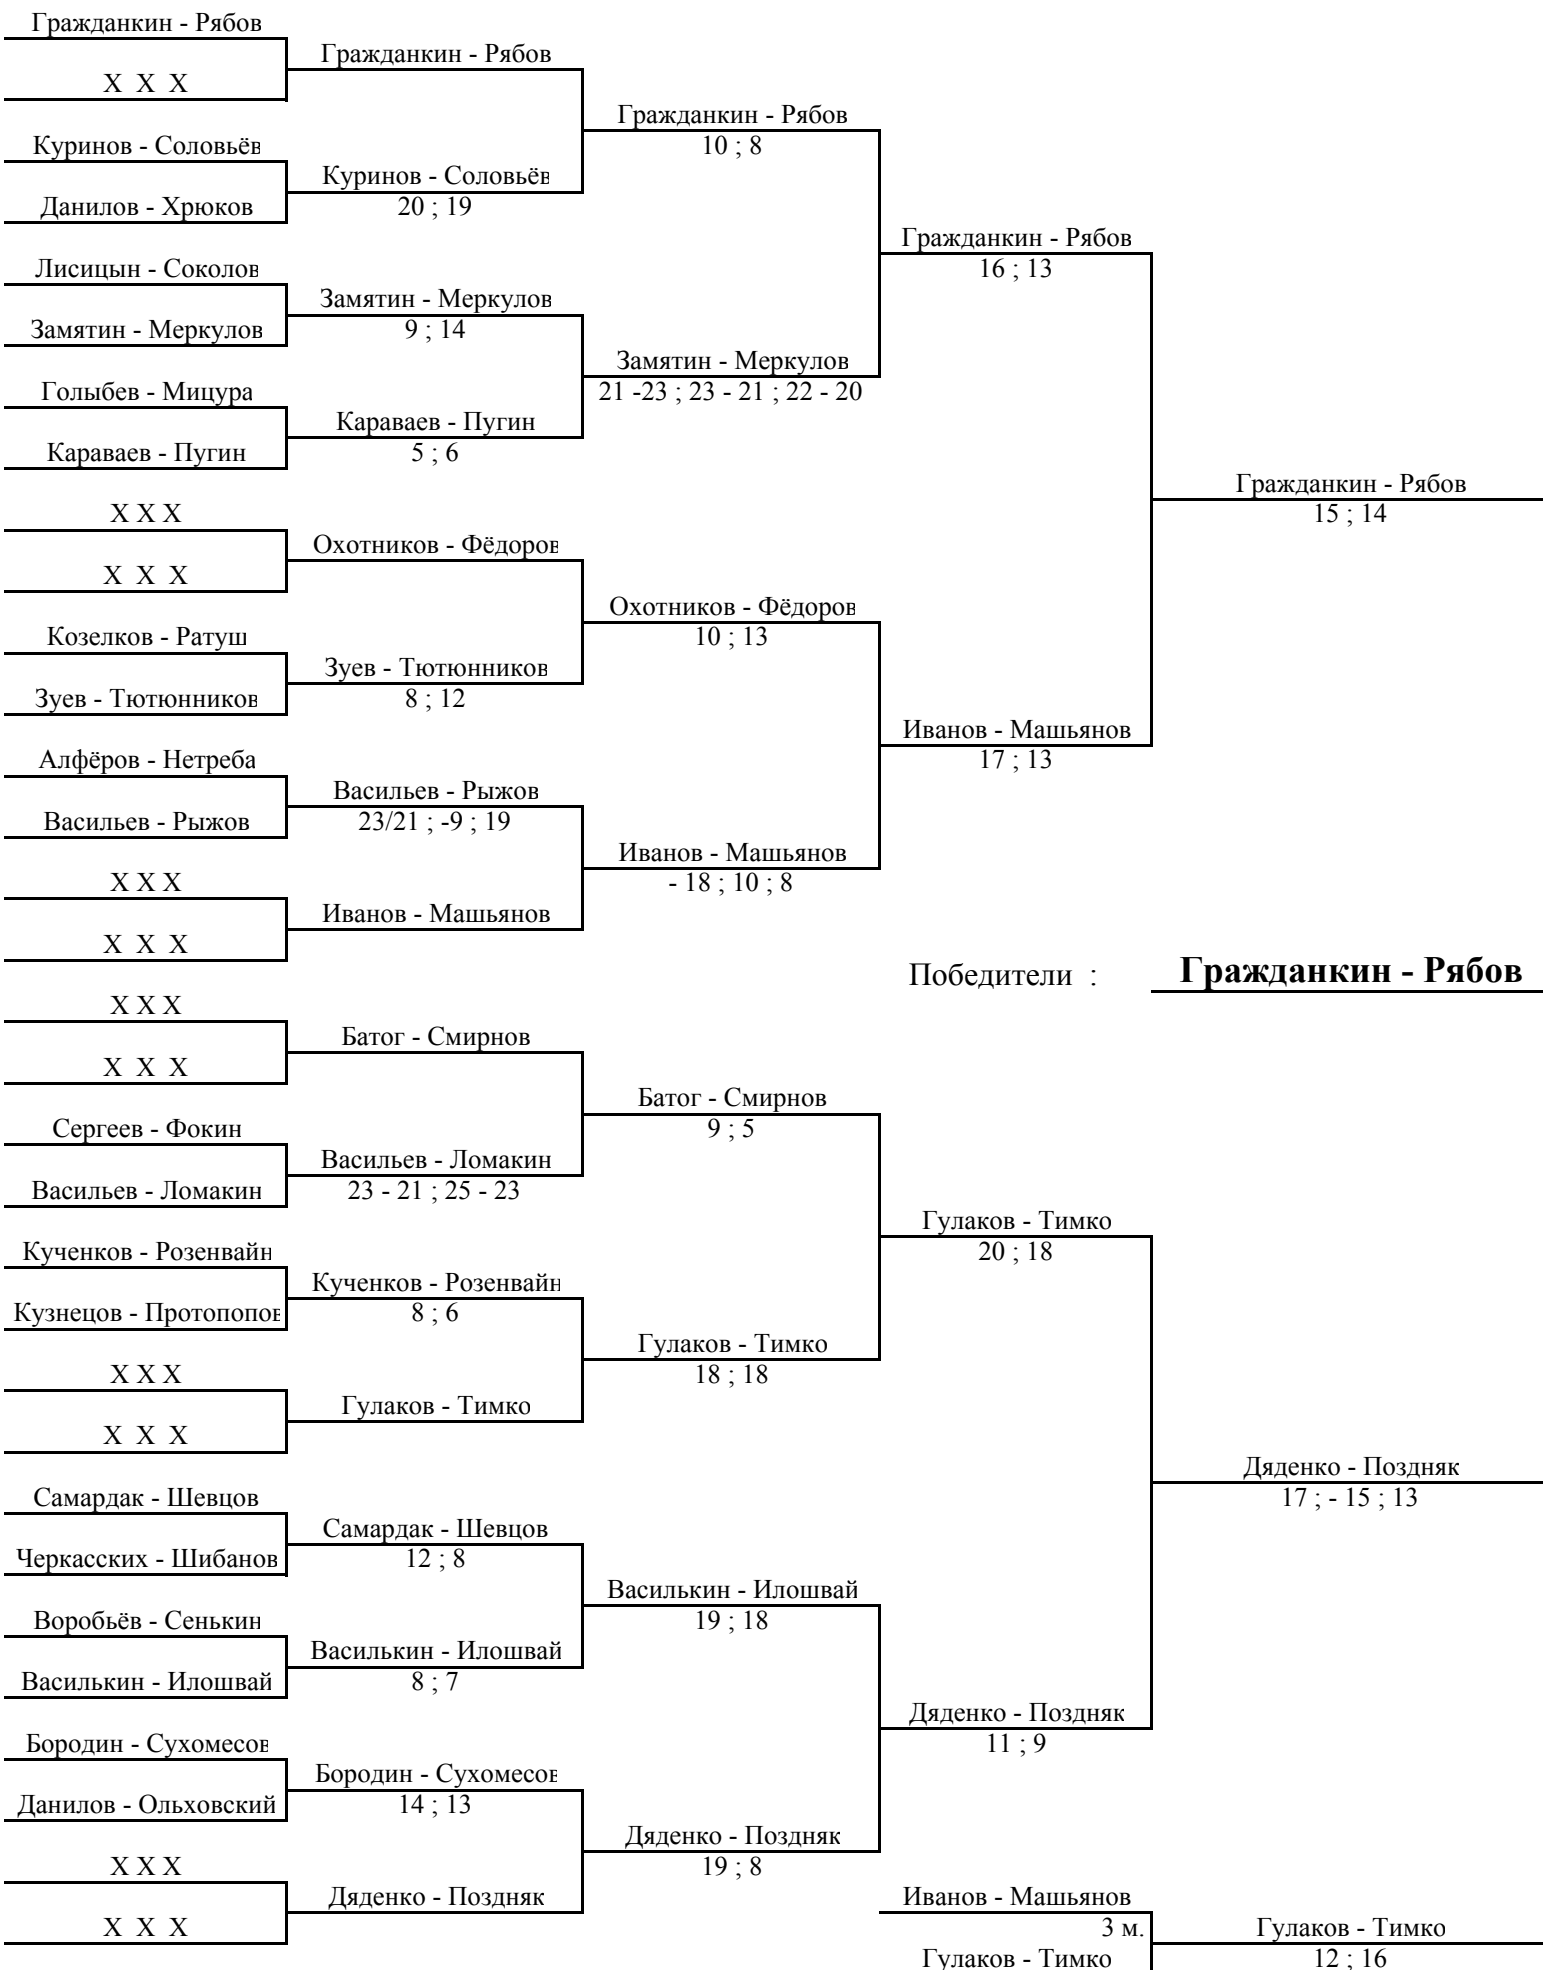 Гражданкин - Рябов
Гражданкин - Рябов
X X X
Гражданкин - Рябов
10 ; 8
Куринов - Соловьёв
Куринов - Соловьёв
20 ; 19
Данилов - Хрюков
Гражданкин - Рябов
16 ; 13
Лисицын - Соколов
Замятин - Меркулов
9 ; 14
Замятин - Меркулов
Замятин - Меркулов
21 -23 ; 23 - 21 ; 22 - 20
Голыбев - Мицура
Караваев - Пугин
5 ; 6
Караваев - Пугин
Гражданкин - Рябов
15 ; 14
X X X
Охотников - Фёдоров
X X X
Охотников - Фёдоров
10 ; 13
Козелков - Ратуш
Зуев - Тютюнников
8 ; 12
Зуев - Тютюнников
Иванов - Машьянов
17 ; 13
Алфёров - Нетреба
Васильев - Рыжов
23/21 ; -9 ; 19
Васильев - Рыжов
Иванов - Машьянов
- 18 ; 10 ; 8
X X X
Иванов - Машьянов
X X X
Победители : Гражданкин - Рябов
X X X
Батог - Смирнов
X X X
Батог - Смирнов
9 ; 5
Сергеев - Фокин
Васильев - Ломакин
23 - 21 ; 25 - 23
Васильев - Ломакин
Гулаков - Тимко
20 ; 18
Кученков - Розенвайн
Кученков - Розенвайн
8 ; 6
Кузнецов - Протопопов
Гулаков - Тимко
18 ; 18
X X X
Гулаков - Тимко
X X X
Дяденко - Поздняк
17 ; - 15 ; 13
Самардак - Шевцов
Самардак - Шевцов
12 ; 8
Черкасских - Шибанов
Василькин - Илошвай
19 ; 18
Воробьёв - Сенькин
Василькин - Илошвай
8 ; 7
Василькин - Илошвай
Дяденко - Поздняк
11 ; 9
Бородин - Сухомесов
Бородин - Сухомесов
14 ; 13
Данилов - Ольховский
Дяденко - Поздняк
19 ; 8
X X X
Дяденко - Поздняк
X X X
Иванов - Машьянов
3 м.
Гулаков - Тимко
Гулаков - Тимко
12 ; 16